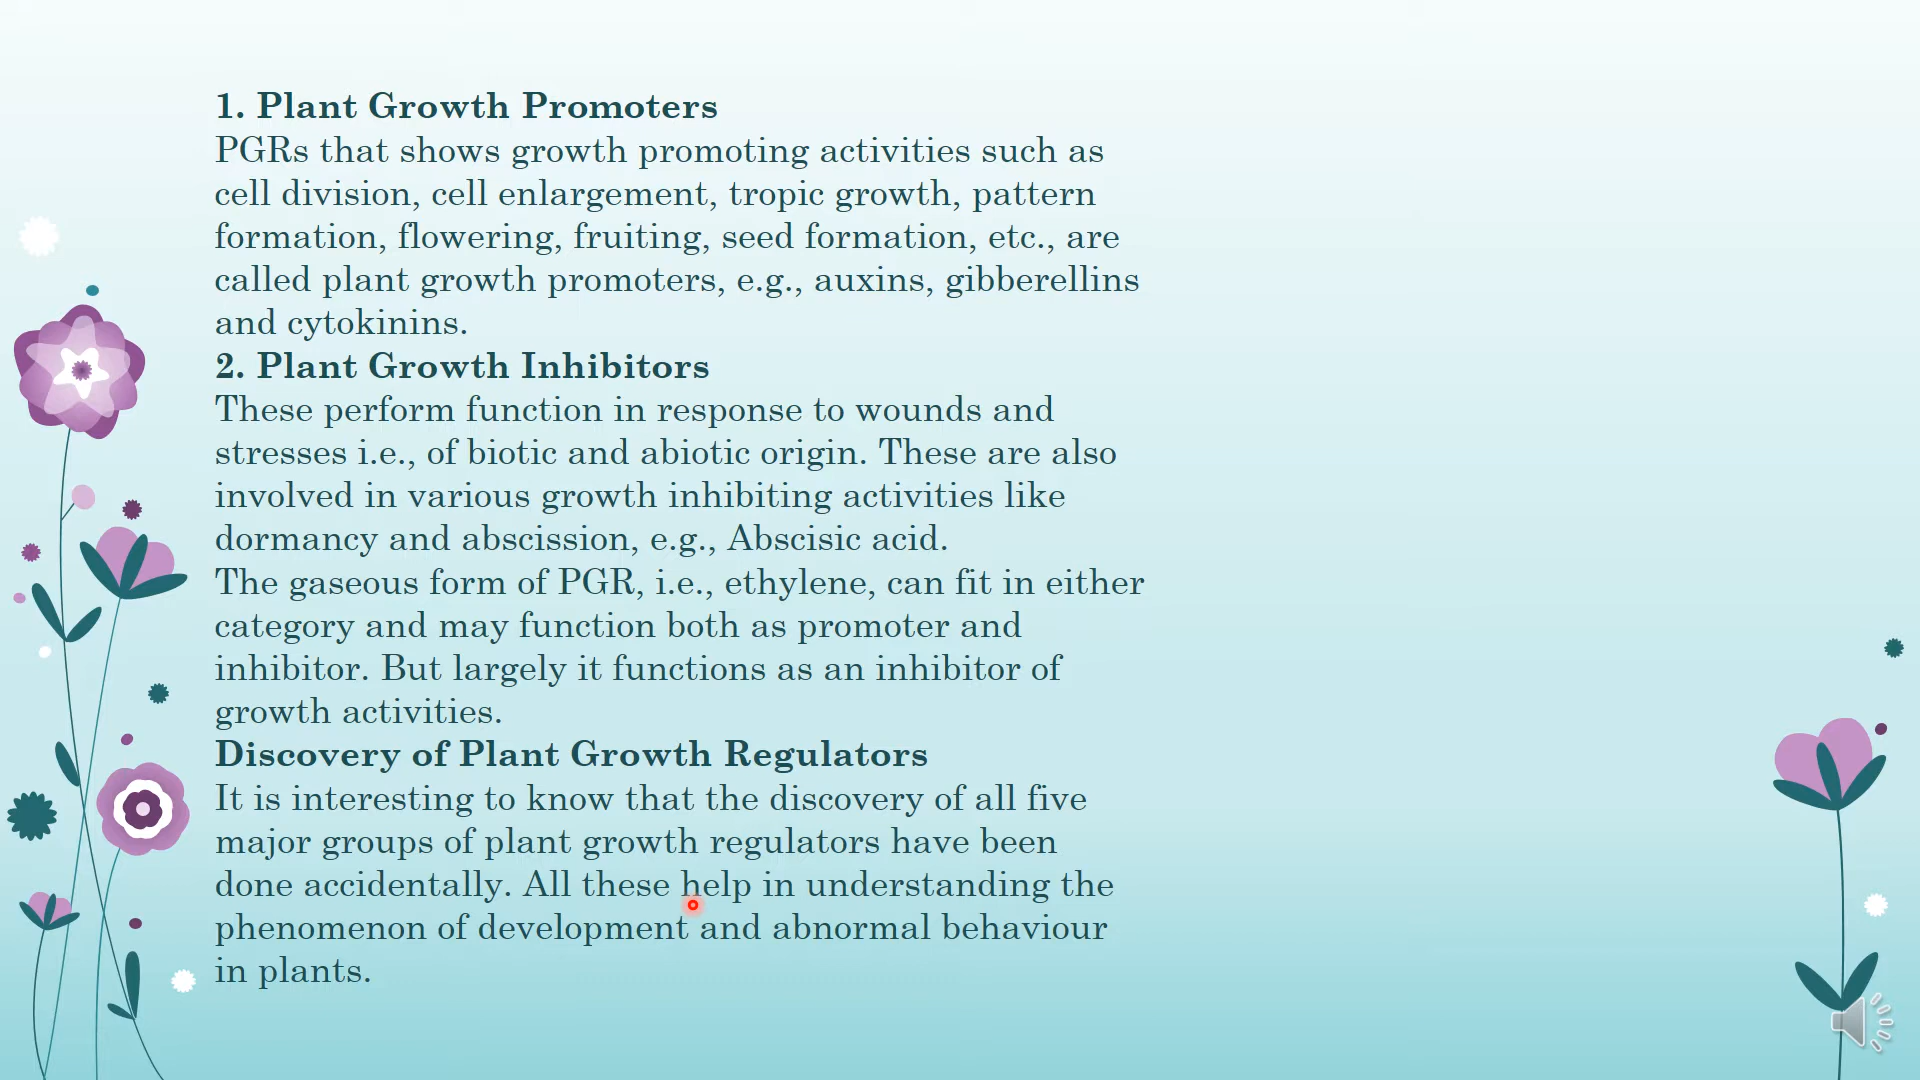 1. Plant Growth Promoters
PGRs that shows growth promoting activities such as
cell division, cell enlargement, tropic growth, pattern
formation, flowering, fruiting, seed formation, etc., are
called plant growth promoters, e.g., auxins, gibberellins
and cytokinins.
2. Plant Growth Inhibitors
These perform function in response to wounds and
stresses i.e., of biotic and abiotic origin. These are also
involved in various growth inhibiting activities like
dormancy and abscission, e.g., Abscisic acid.
The gaseous form of PGR, i.e., ethylene, can fit in either
category and may function both as promoter and
inhibitor. But largely it functions as an inhibitor of
growth activities.
Discovery of Plant Growth Regulators
It is interesting to know that the discovery of all five
major groups of plant growth regulators have been
done accidentally. All these help in understanding the
phenomenon of development and abnormal behaviour
in plants.